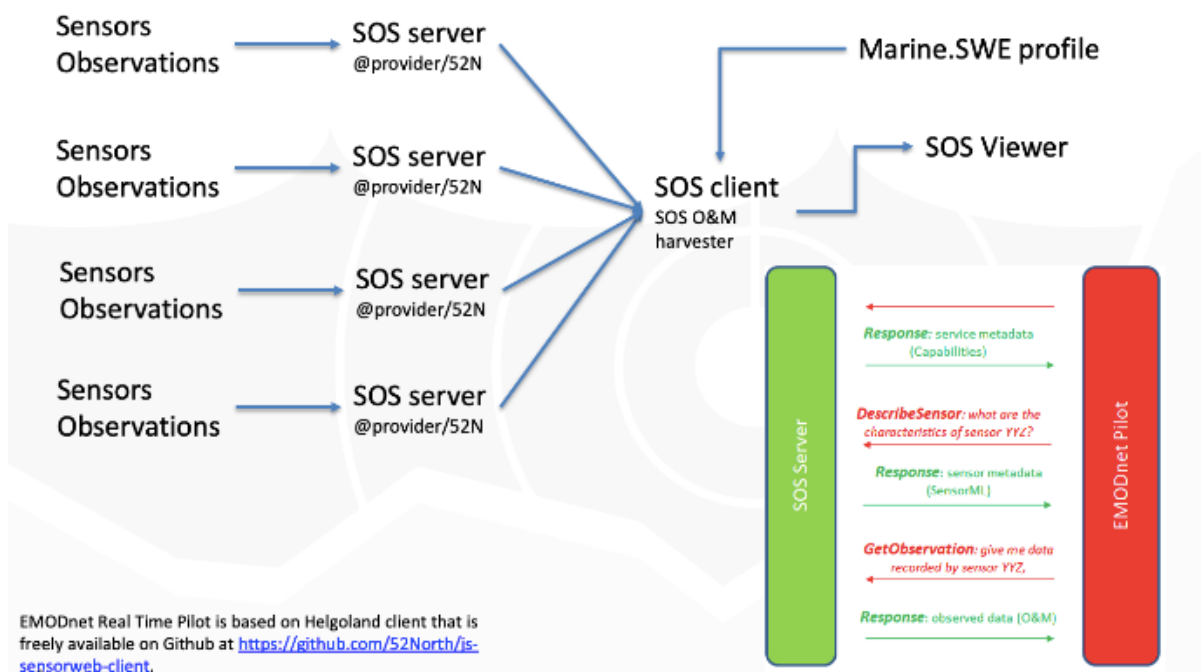 Sensors
Observations
SOS server
@provider/52N
Sensors
Observations
SOS server
@provider/52N
Sensors
Observations
SOS server
@provider/52N
Sensors
Observations
SOS server
@provider/52N
Marine.SWE profile
SOS Viewer
SOS client
SOS O&M
harvester
SOS Server
EMODnet Pilot
Response: service metadata
(Capabilities)
DescribeSensor: what are the
characteristics of sensor YYZ?
Response: sensor metadata
(SensorML)
GetObservation: give me data
recorded by sensor YYZ.
Response: observed data (O&M)
EMODnet Real Time Pilot is based on Helgoland client that is
freely available on Github at https://github.com/52North/js-
sepsorweb-client.